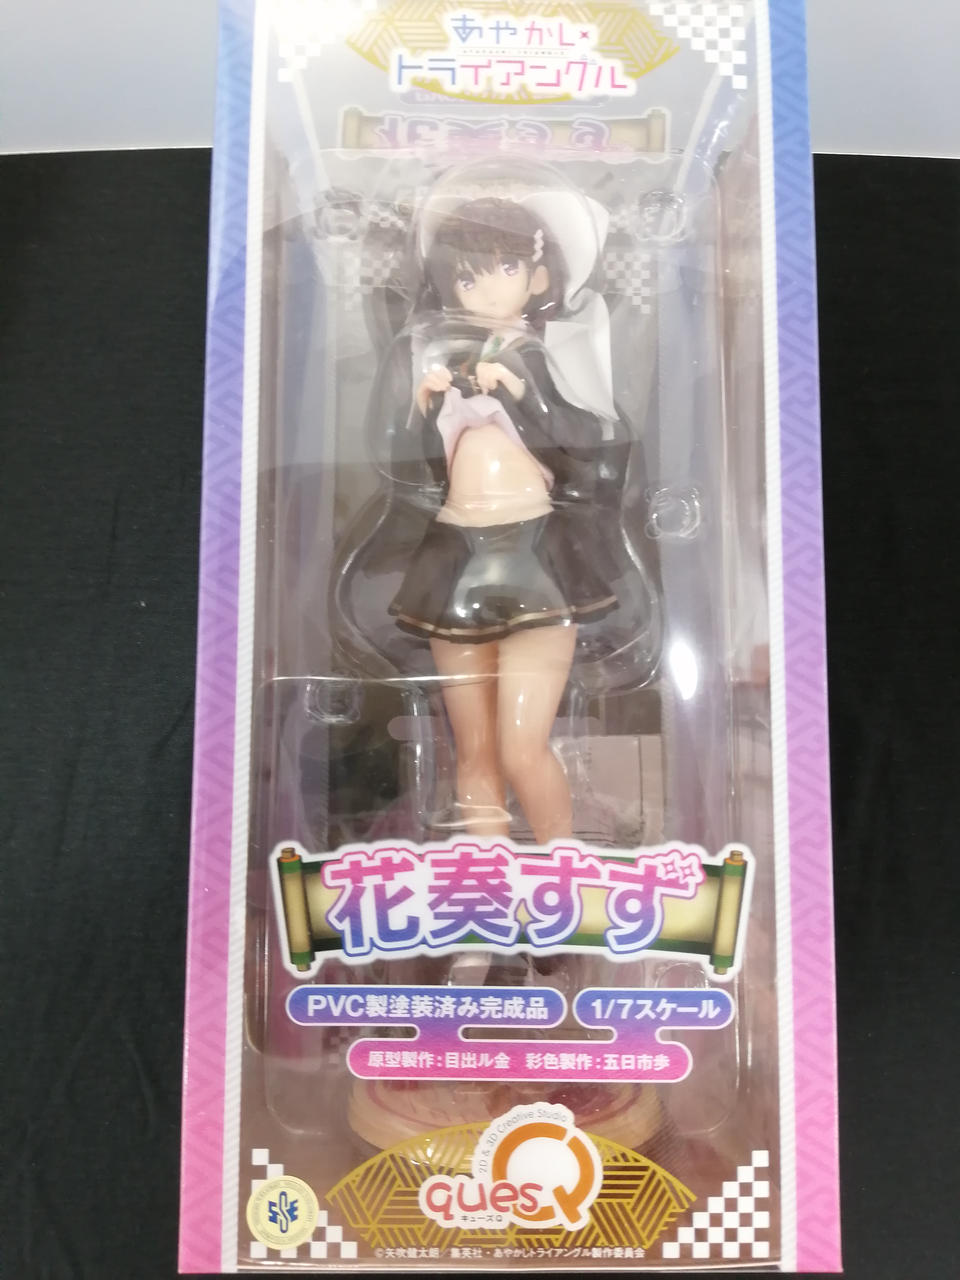 あやかし
トライアングル
花奏すず
PVC製塗装済み完成品
1/7スケール
原型製作:目出ル金 彩色製作:五日市歩
2D & 3D Creative Studio
quesQ
キューズQ
©矢吹健太朗/集英社・あやかしトライアングル製作委員会